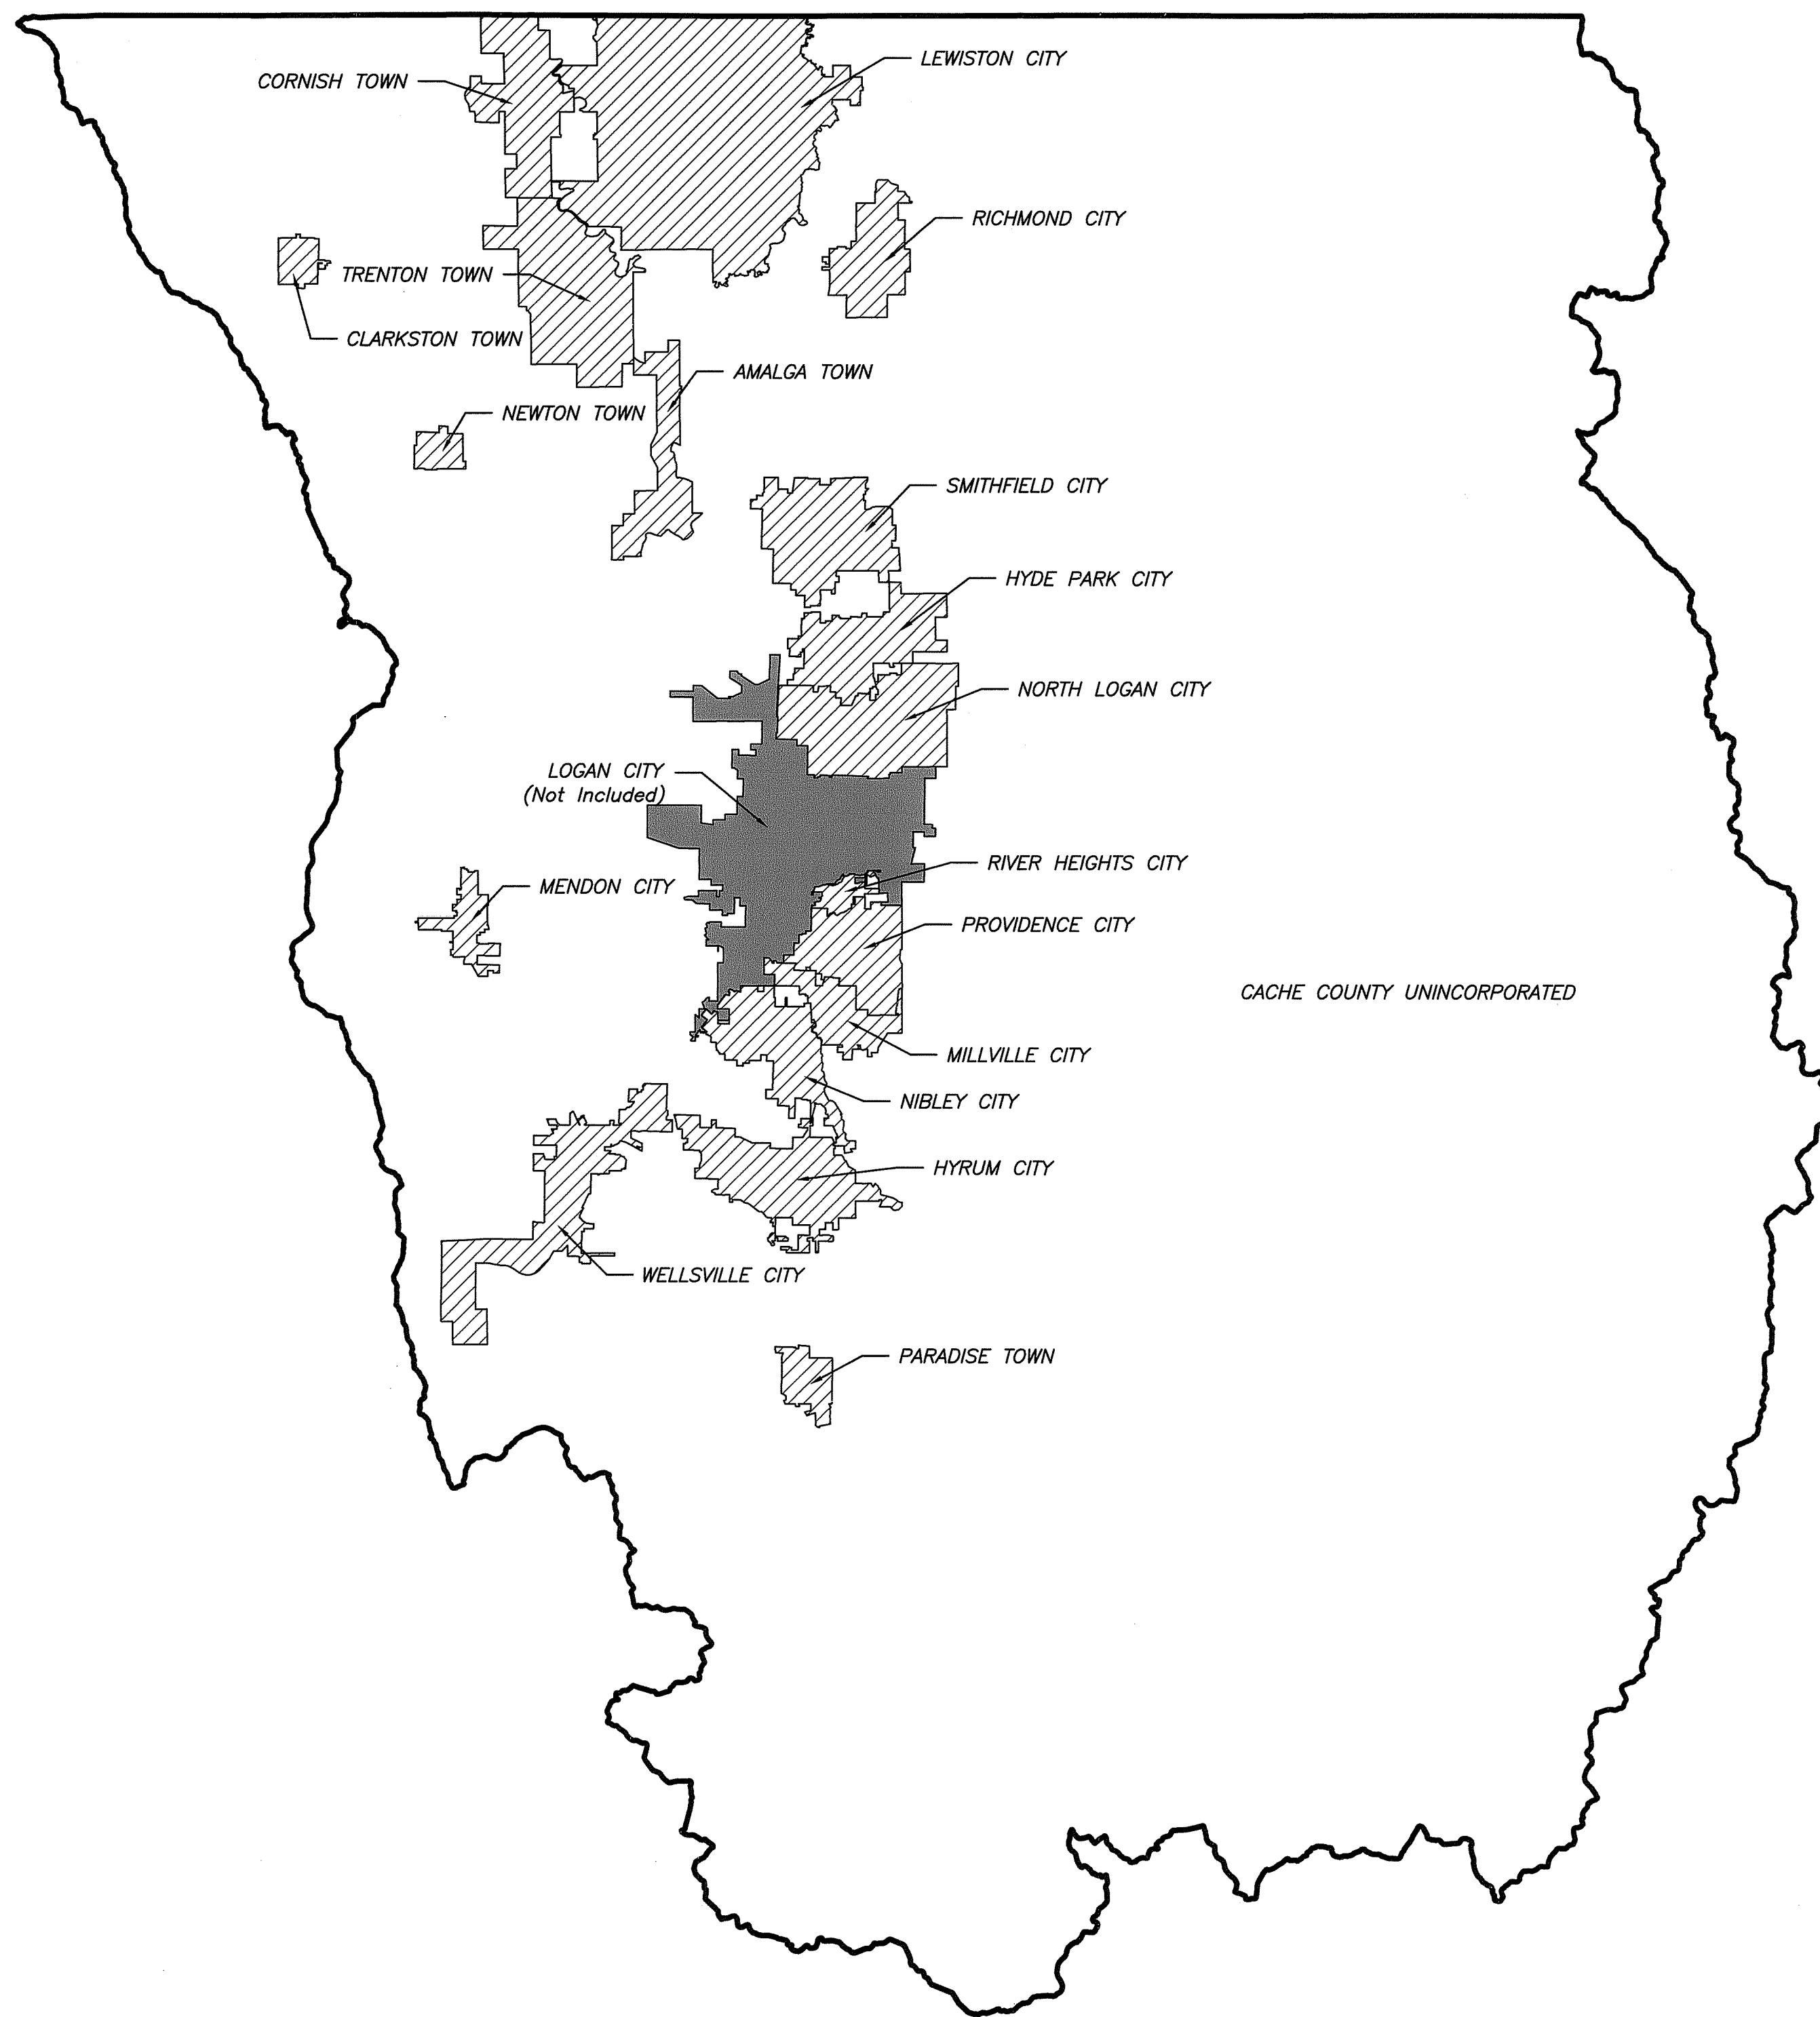 LEWISTON CITY
CORNISH TOWN
RICHMOND CITY
TRENTON TOWN
CLARKSTON TOWN
AMALGA TOWN
NEWTON TOWN
SMITHFIELD CITY
HYDE PARK CITY
NORTH LOGAN CITY
LOGAN CITY
(Not Included)
RIVER HEIGHTS CITY
MENDON CITY
PROVIDENCE CITY
CACHE COUNTY UNINCORPORATED
MILLVILLE CITY
NIBLEY CITY
HYRUM CITY
WELLSVILLE CITY
PARADISE TOWN